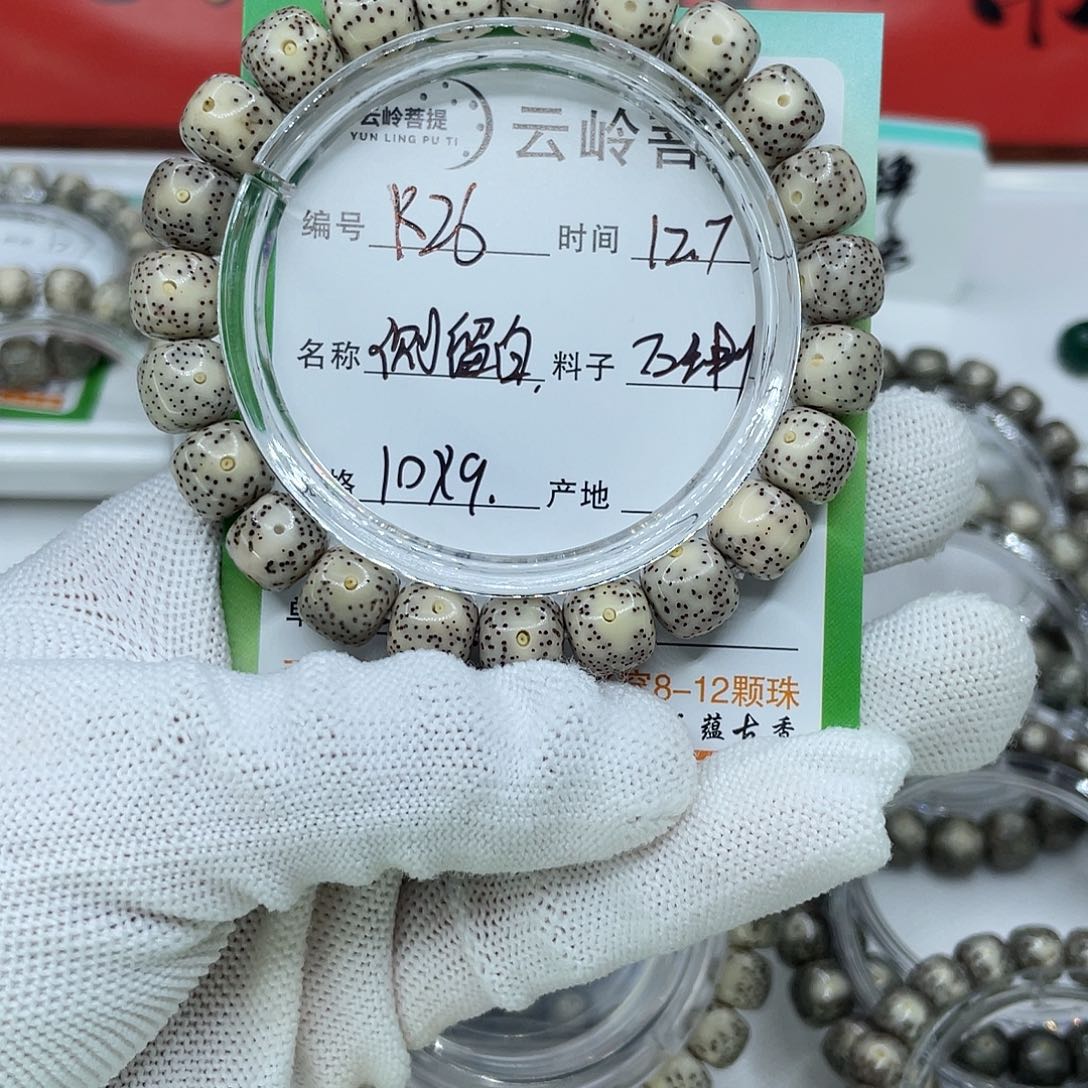 云岭菩提 云岭菩
YUN LING PU TI
编号 K26 时间 12.7
名称 侧留白 料子
格 10X9. 产地
8-12颗珠
蕴古香